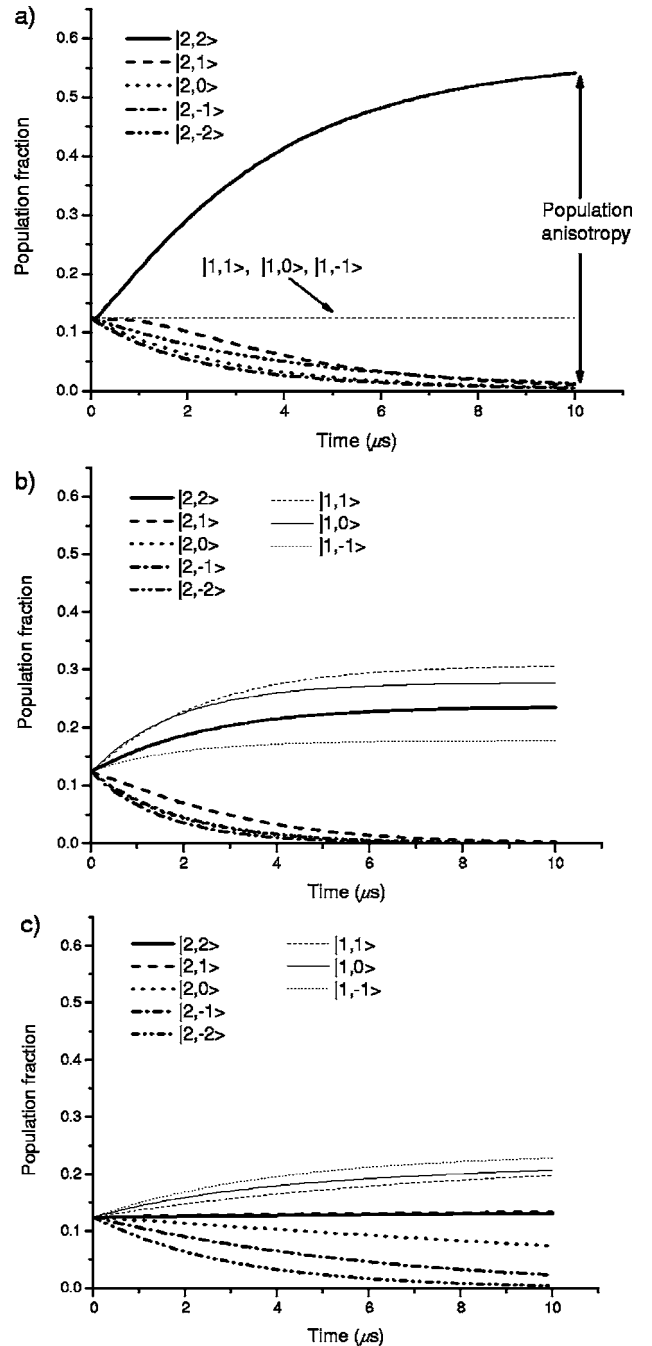 a)
0.6
0.5
0.4
0.3
0.2
0.1
0.0
Population fraction
|2,2>
|2,1>
|2,0>
|2,-1>
|2,-2>
|1,1>, |1,0>, |1,-1>
Population
anisotropy
0 2 4 6 8 10
Time (μs)
b)
0.6
0.5
0.4
0.3
0.2
0.1
0.0
Population fraction
|2,2> |1,1>
|2,1> |1,0>
|2,0> |1,-1>
|2,-1>
|2,-2>
0 2 4 6 8 10
Time (μs)
c)
0.6
0.5
0.4
0.3
0.2
0.1
0.0
Population fraction
|2,2> |1,1>
|2,1> |1,0>
|2,0> |1,-1>
|2,-1>
|2,-2>
0 2 4 6 8 10
Time (μs)